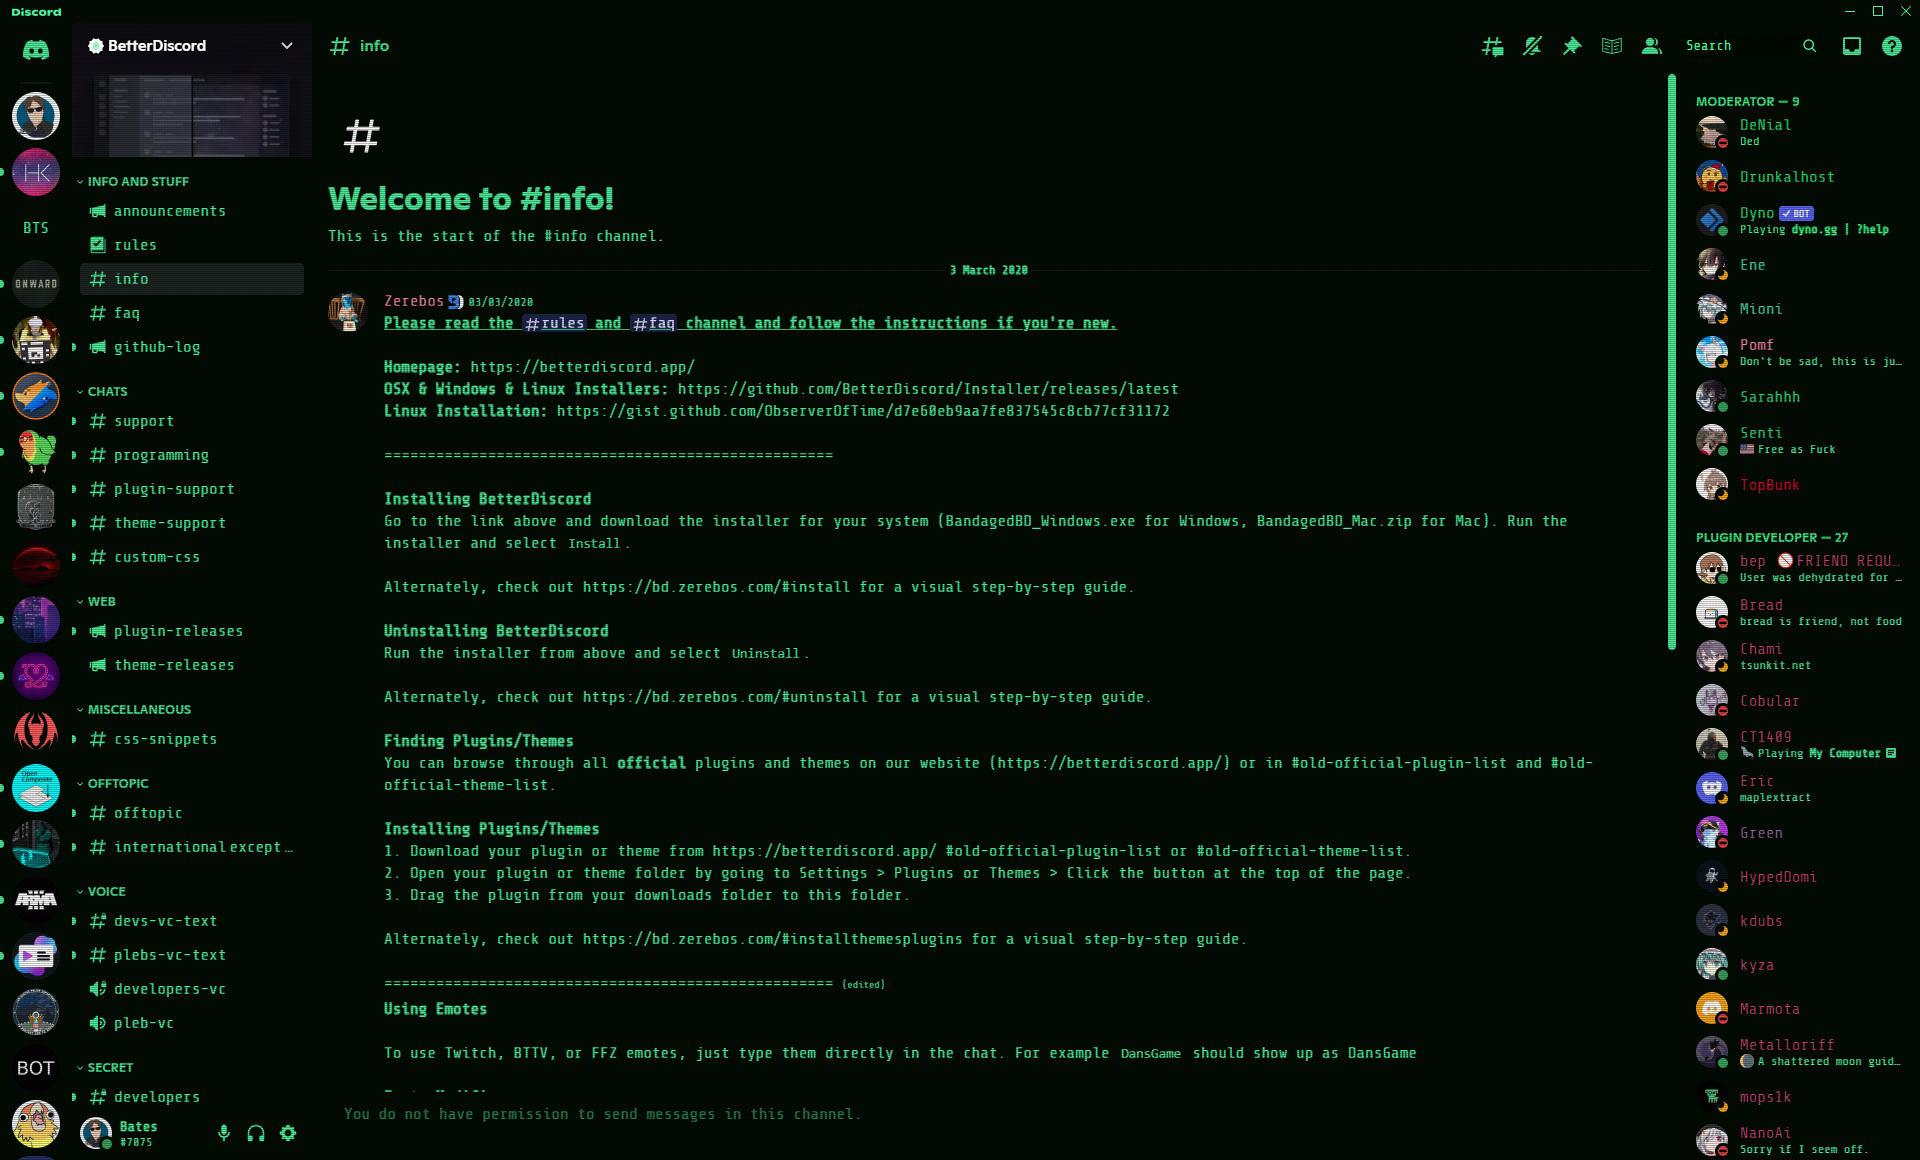 Discord
BetterDiscord
info
Search
BTS
ONWARD
Open Composite
ARMA
BOT
INFO AND STUFF
announcements
rules
info
faq
github-log
CHATS
support
programming
plugin-support
theme-support
custom-css
WEB
plugin-releases
theme-releases
MISCELLANEOUS
css-snippets
OFFTOPIC
offtopic
international except…
VOICE
devs-vc-text
plebs-vc-text
developers-vc
pleb-vc
SECRET
developers
Bates
#7075
#
Welcome to #info!
This is the start of the #info channel.
3 March 2020
Zerebos 03/03/2020
Please read the #rules and #faq channel and follow the instructions if you're new.
Homepage: https://betterdiscord.app/
OSX & Windows & Linux Installers: https://github.com/BetterDiscord/Installer/releases/latest
Linux Installation: https://gist.github.com/ObserverOfTime/d7e60eb9aa7fe837545c8cb77cf31172
====================================================
Installing BetterDiscord
Go to the link above and download the installer for your system (BandagedBD_Windows.exe for Windows, BandagedBD_Mac.zip for Mac). Run the
installer and select Install.
Alternately, check out https://bd.zerebos.com/#install for a visual step-by-step guide.
Uninstalling BetterDiscord
Run the installer from above and select Uninstall.
Alternately, check out https://bd.zerebos.com/#uninstall for a visual step-by-step guide.
Finding Plugins/Themes
You can browse through all official plugins and themes on our website (https://betterdiscord.app/) or in #old-official-plugin-list and #old-
official-theme-list.
Installing Plugins/Themes
1. Download your plugin or theme from https://betterdiscord.app/ #old-official-plugin-list or #old-official-theme-list.
2. Open your plugin or theme folder by going to Settings > Plugins or Themes > Click the button at the top of the page.
3. Drag the plugin from your downloads folder to this folder.
Alternately, check out https://bd.zerebos.com/#installthemesplugins for a visual step-by-step guide.
==================================================== (edited)
Using Emotes
To use Twitch, BTTV, or FFZ emotes, just type them directly in the chat. For example DansGame should show up as DansGame
You do not have permission to send messages in this channel.
MODERATOR — 9
DeNial
Ded
Drunkalhost
Dyno BOT
Playing dyno.gg | ?help
Ene
Mioni
Pomf
Don't be sad, this is ju…
Sarahhh
Senti
Free as Fuck
TopBunk
PLUGIN DEVELOPER — 27
bep FRIEND REQU…
User was dehydrated for …
Bread
bread is friend, not food
Chami
tsunkit.net
Cobular
CT1409
Playing My Computer
Eric
maplextract
Green
HypedDomi
kdubs
kyza
Marmota
Metalloriff
A shattered moon guid…
mops1k
NanoAi
Sorry if I seem off.